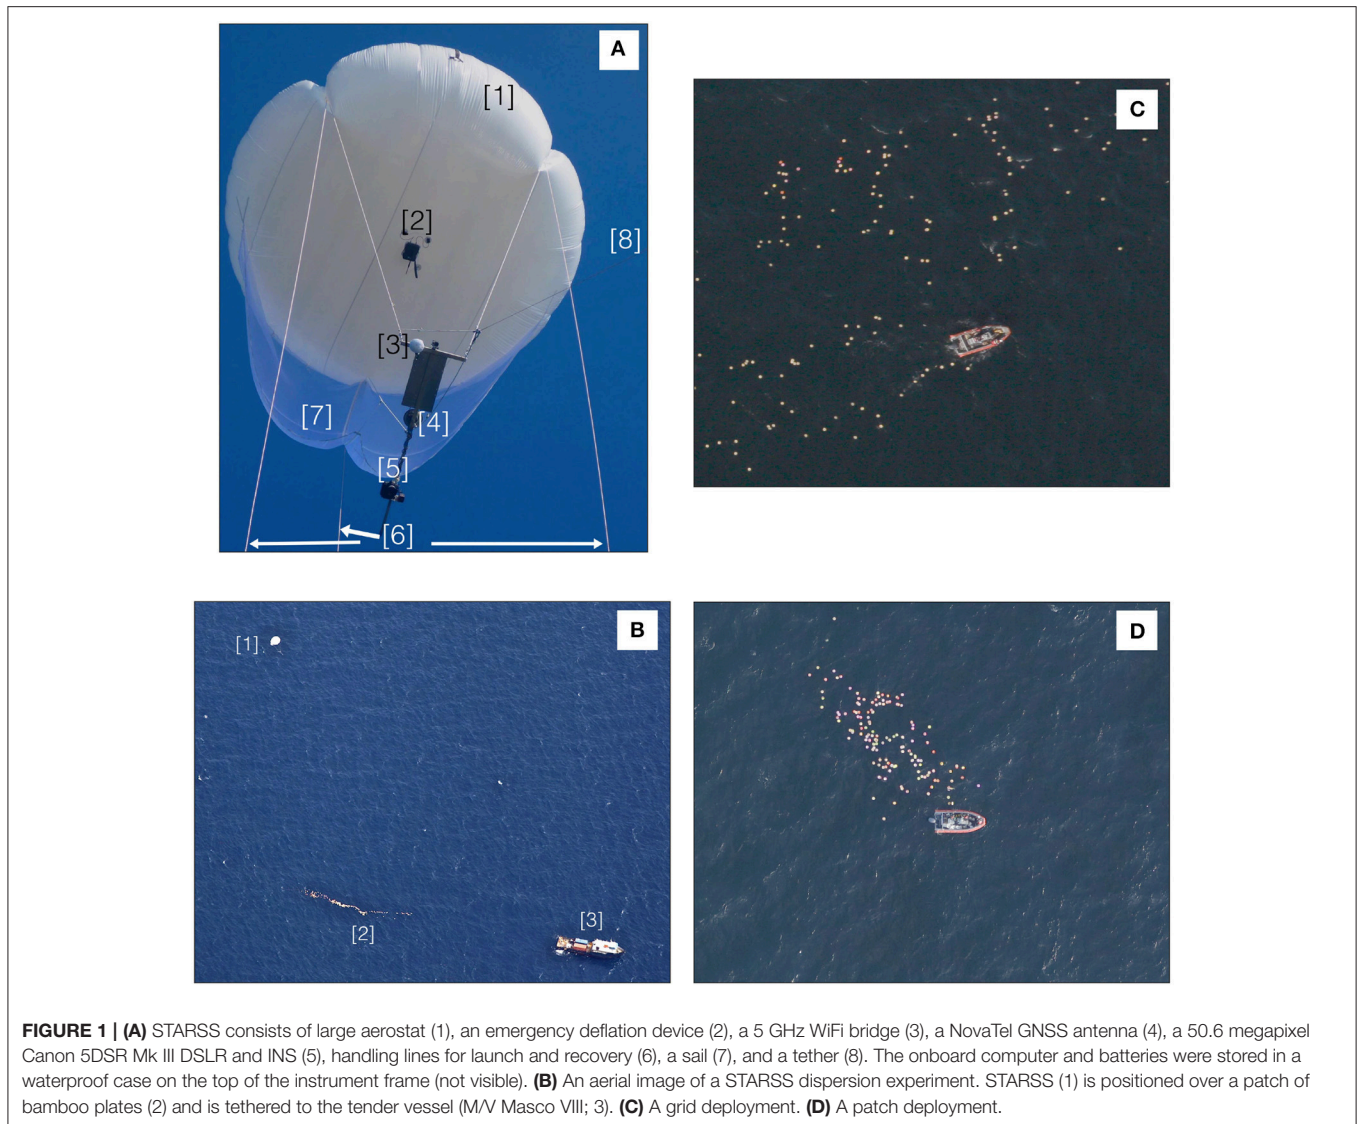 A
[1]
[2]
[8]
[3]
[7]
[4]
[5]
[6]
C
B
[1]
[2]
[3]
D
FIGURE 1 | (A) STARSS consists of large aerostat (1), an emergency deflation device (2), a 5 GHz WiFi bridge (3), a NovaTel GNSS antenna (4), a 50.6 megapixel
Canon 5DSR Mk III DSLR and INS (5), handling lines for launch and recovery (6), a sail (7), and a tether (8). The onboard computer and batteries were stored in a
waterproof case on the top of the instrument frame (not visible). (B) An aerial image of a STARSS dispersion experiment. STARSS (1) is positioned over a patch of
bamboo plates (2) and is tethered to the tender vessel (M/V Masco VIII; 3). (C) A grid deployment. (D) A patch deployment.